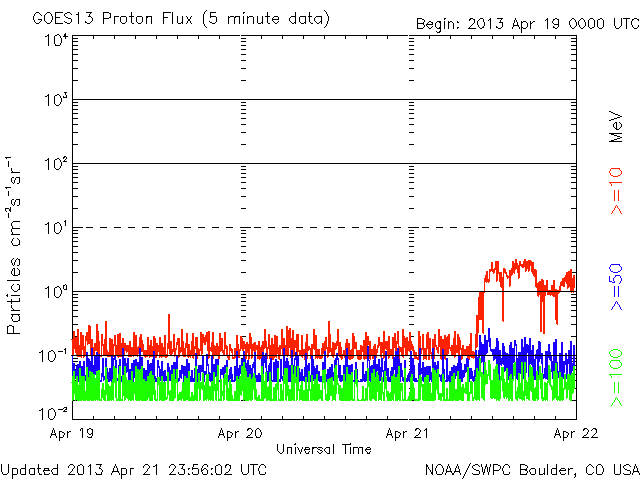 GOES13 Proton Flux (5 minute data)
Begin: 2013 Apr 19 0000 UTC
10⁴
10³
10²
10¹
10⁰
10⁻¹
10⁻²
Particles cm⁻²s⁻¹sr⁻¹
MeV
>=10
>=50
>=100
Apr 19 Apr 20 Apr 21 Apr 22
Universal Time
Updated 2013 Apr 21 23:56:02 UTC
NOAA/SWPC Boulder, CO USA